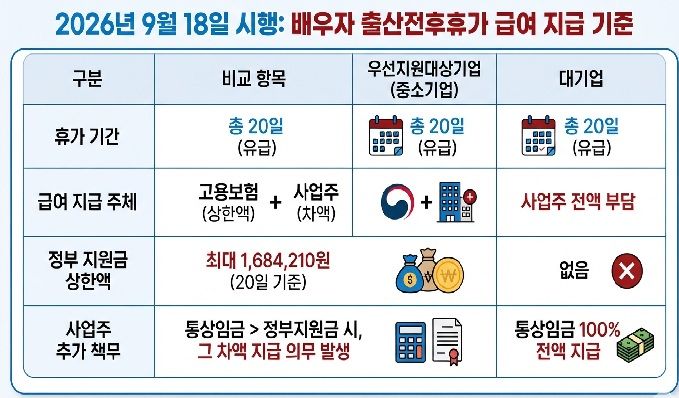 2026년 9월 18일 시행: 배우자 출산전후휴가 급여 지급 기준
구분
비교 항목
우선지원대상기업
(중소기업)
대기업
휴가 기간
총 20일
(유급)
총 20일
(유급)
총 20일
(유급)
급여 지급 주체
고용보험 + 사업주
(상한액) (차액)
+
사업주 전액 부담
정부 지원금
상한액
최대 1,684,210원
(20일 기준)
없음
사업주
추가 책무
통상임금 > 정부지원금 시,
그 차액 지급 의무 발생
통상임금 100%
전액 지급